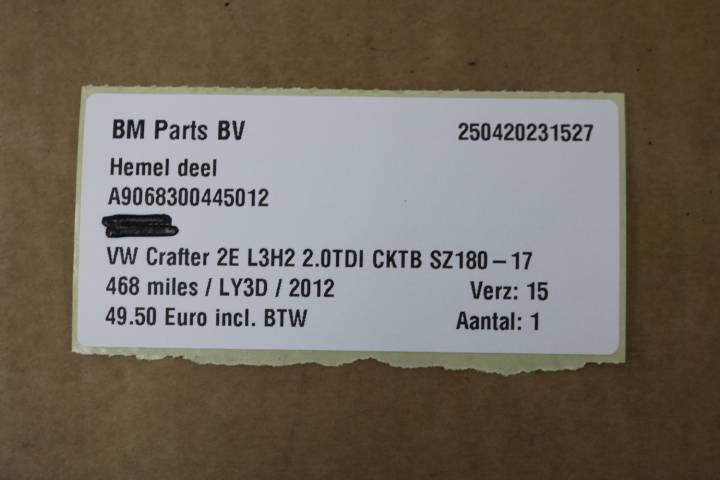 BM Parts BV 250420231527
Hemel deel
A9068300445012
VW Crafter 2E L3H2 2.0TDI CKTB SZ180-17
468 miles / LY3D / 2012 Verz: 15
49.50 Euro incl. BTW Aantal: 1